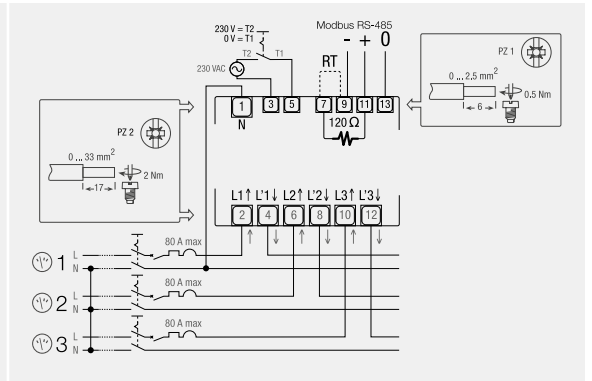 230 V = T2
0 V = T1
T2 T1
230 VAC
Modbus RS-485
- + 0
RT
1 3 5 7 9 11 13
N
120 Ω
PZ 1
0 ... 2.5 mm²
0.5 Nm
6
PZ 2
0 ... 33 mm²
2 Nm
17
L1↑ L'1↓ L2↑ L'2↓ L3↑ L'3↓
2 4 6 8 10 12
80 A max
1 L
N
80 A max
2 L
N
80 A max
3 L
N